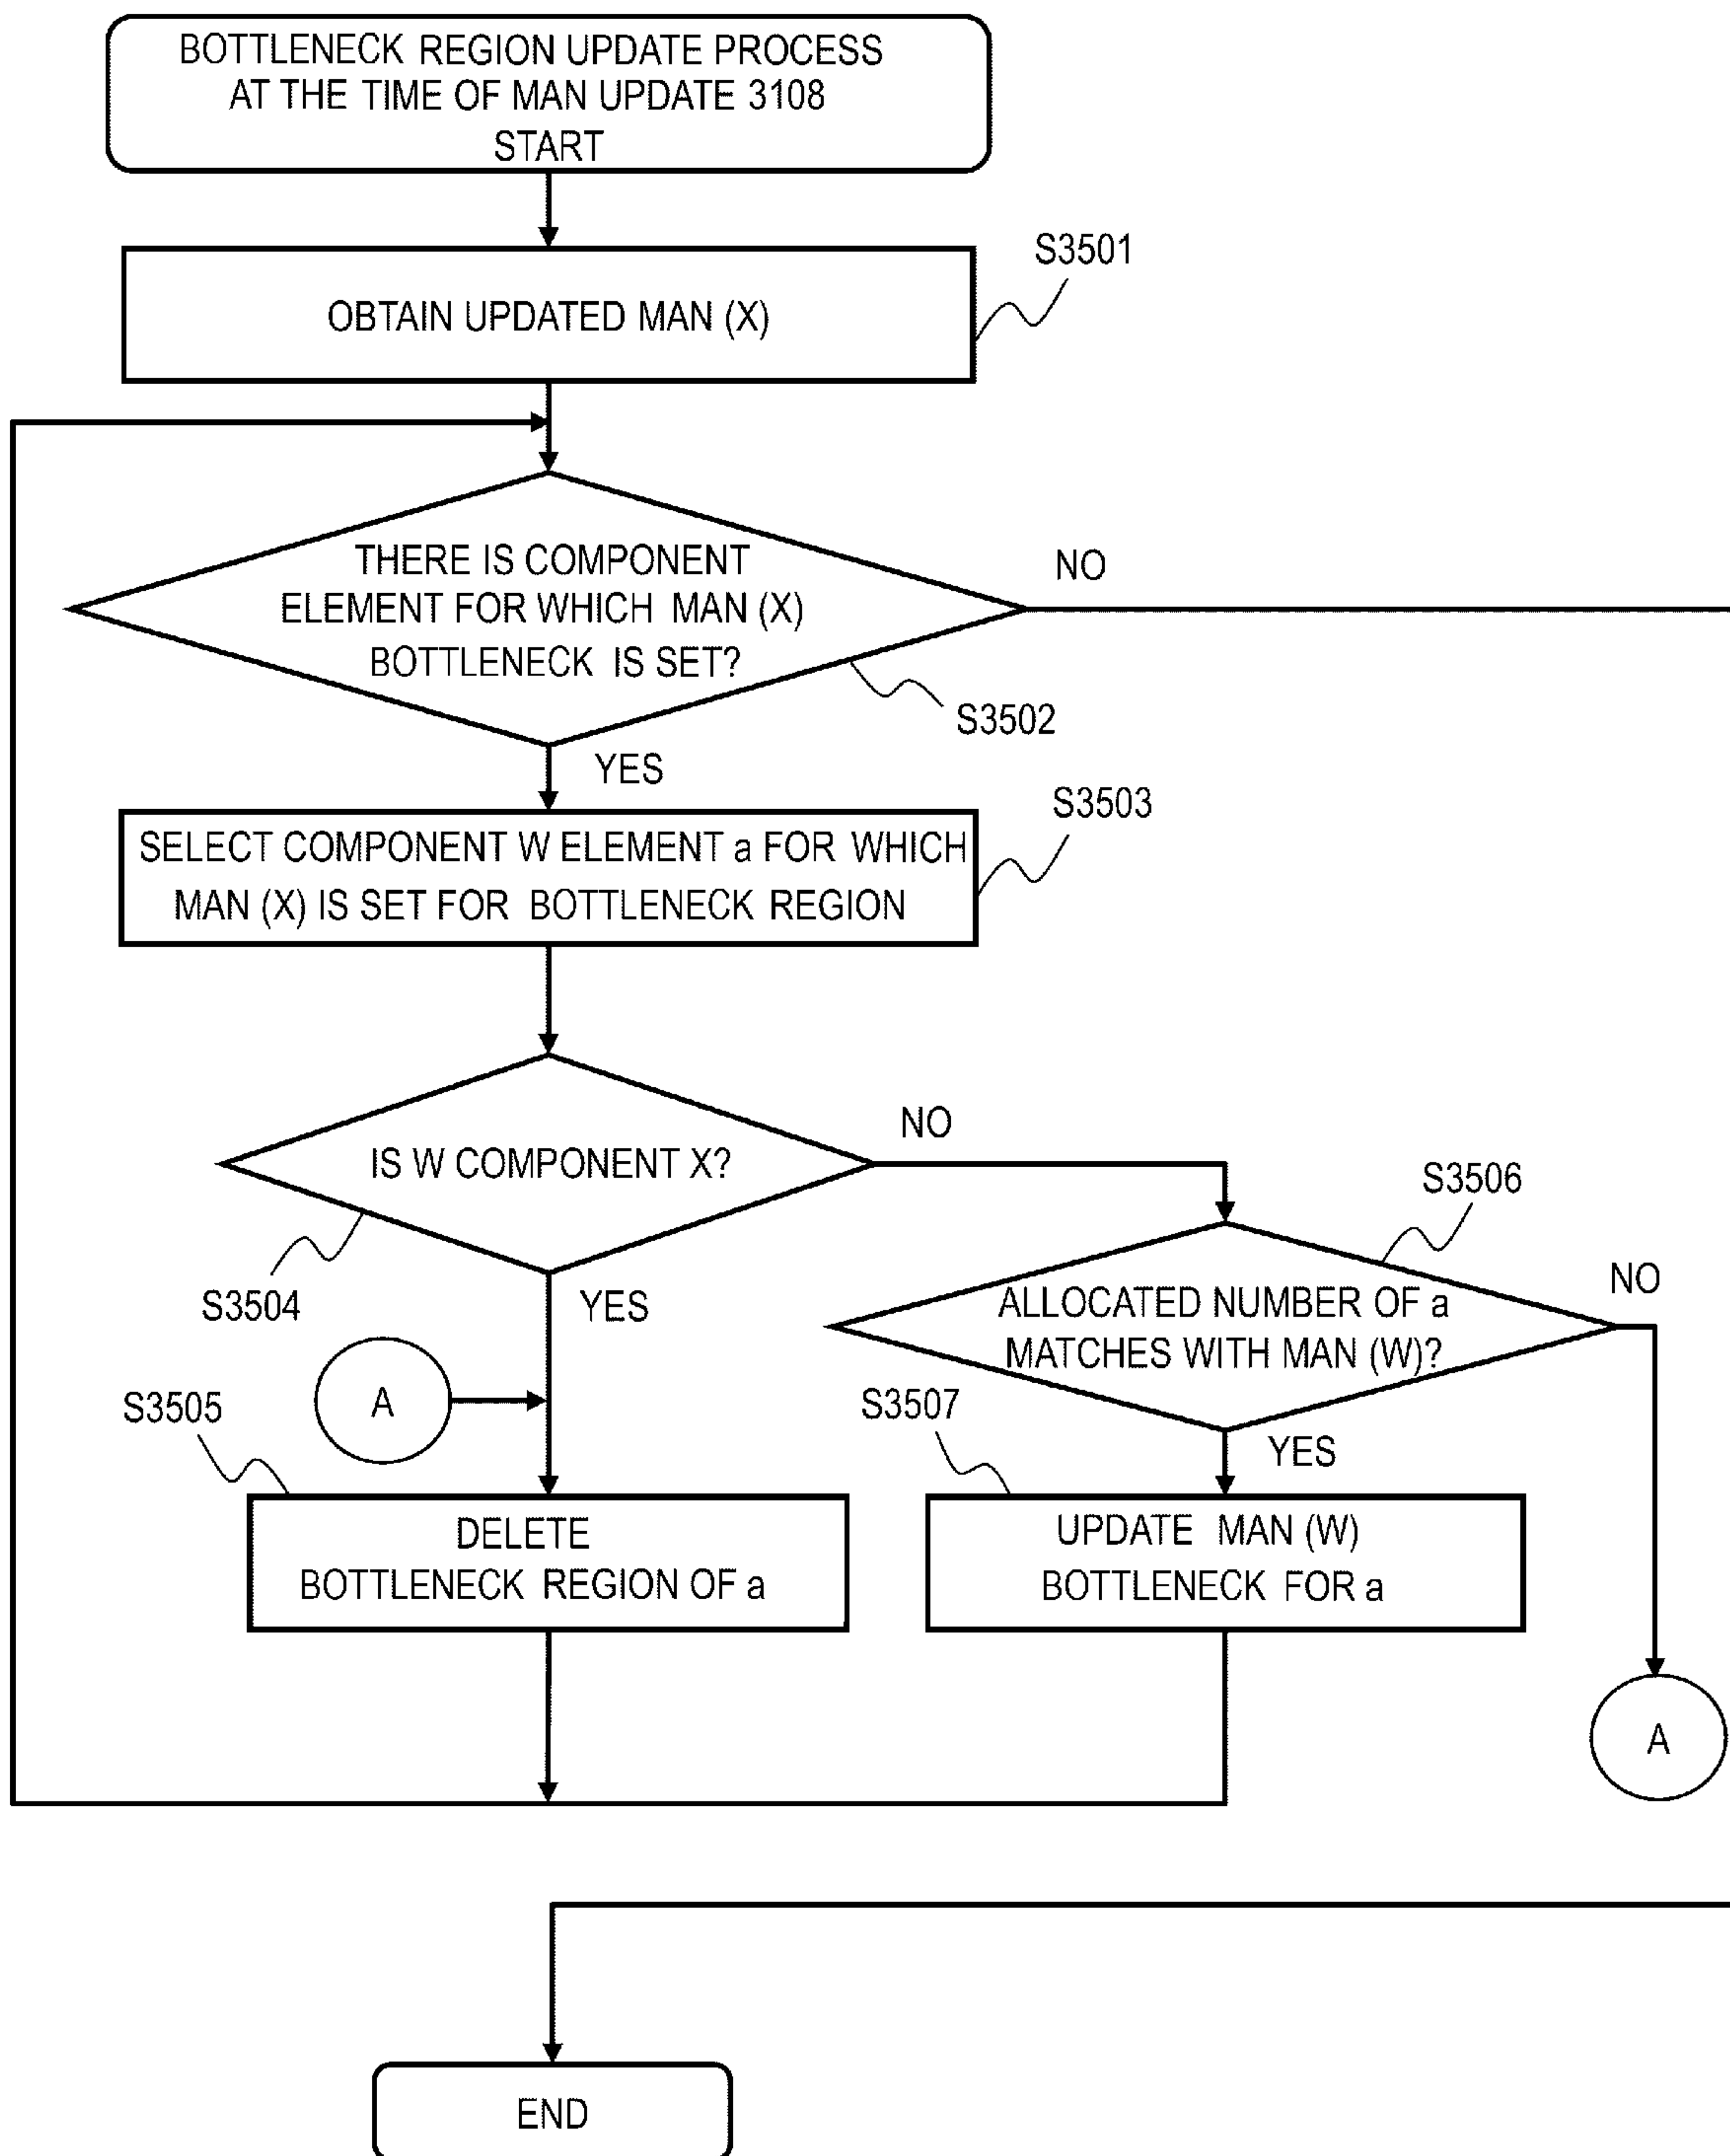 BOTTLENECK REGION UPDATE PROCESS
AT THE TIME OF MAN UPDATE 3108
START
S3501
OBTAIN UPDATED MAN (X)
THERE IS COMPONENT
ELEMENT FOR WHICH MAN (X)
BOTTLENECK IS SET?
NO
S3502
YES
S3503
SELECT COMPONENT W ELEMENT a FOR WHICH
MAN (X) IS SET FOR BOTTLENECK REGION
IS W COMPONENT X?
NO
S3504
YES
S3506
ALLOCATED NUMBER OF a
MATCHES WITH MAN (W)?
NO
A
S3505
S3507
YES
DELETE
BOTTLENECK REGION OF a
UPDATE MAN (W)
BOTTLENECK FOR a
A
END